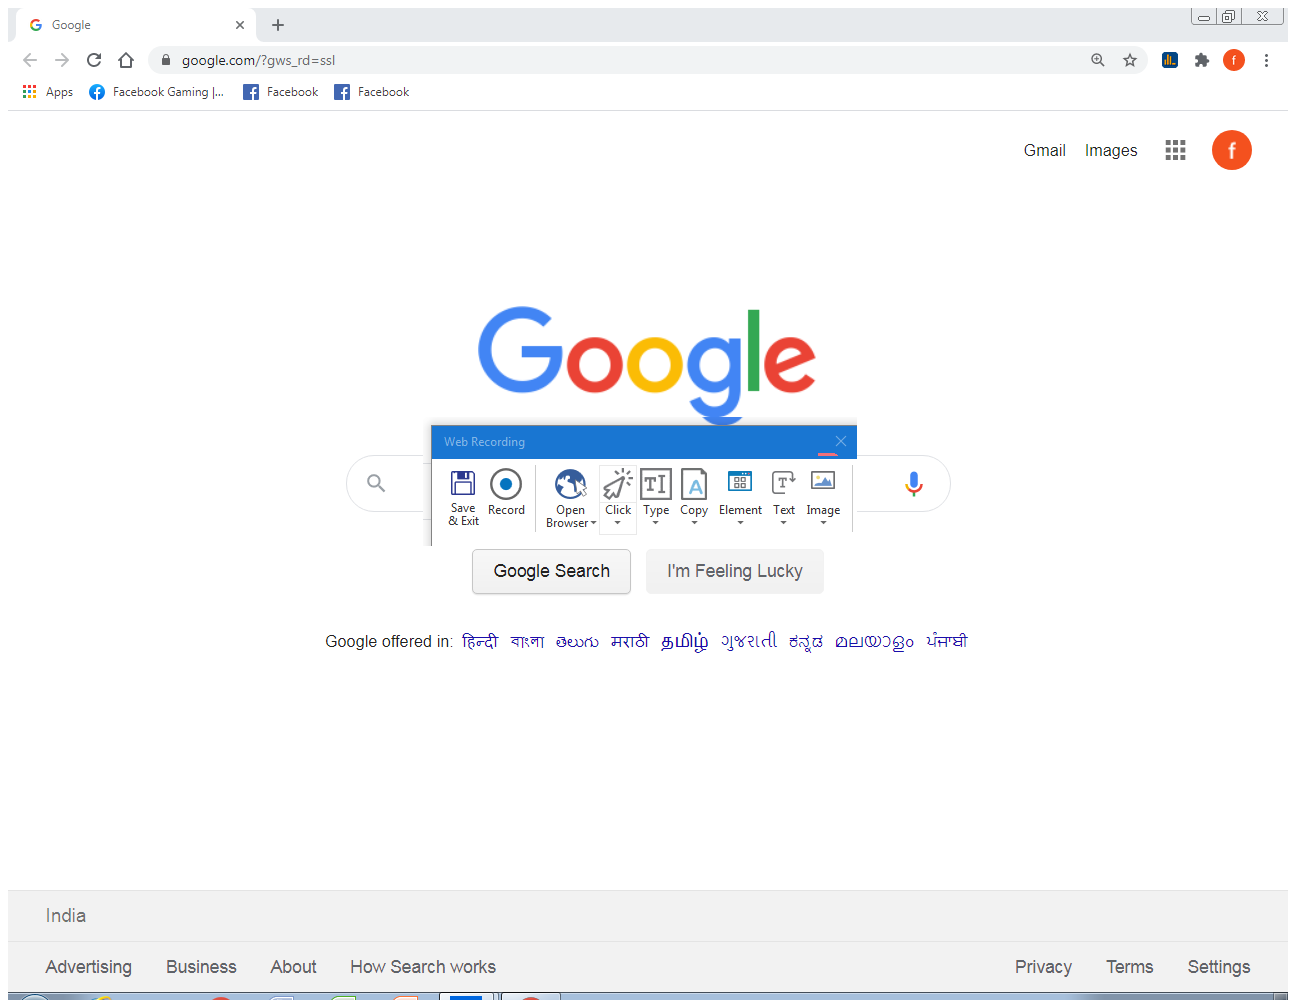 Google
google.com/?gws_rd=ssl
Apps Facebook Gaming |... Facebook Facebook
Gmail Images f
Google
Web Recording
Save & Exit Record Open Browser Click Type Copy Element Text Image
Google Search I'm Feeling Lucky
Google offered in: हिन्दी বাংলা తెలుగు मराठी தமிழ் ગુજરાતી ಕನ್ನಡ മലയാളം ਪੰਜਾਬੀ
India
Advertising Business About How Search works Privacy Terms Settings